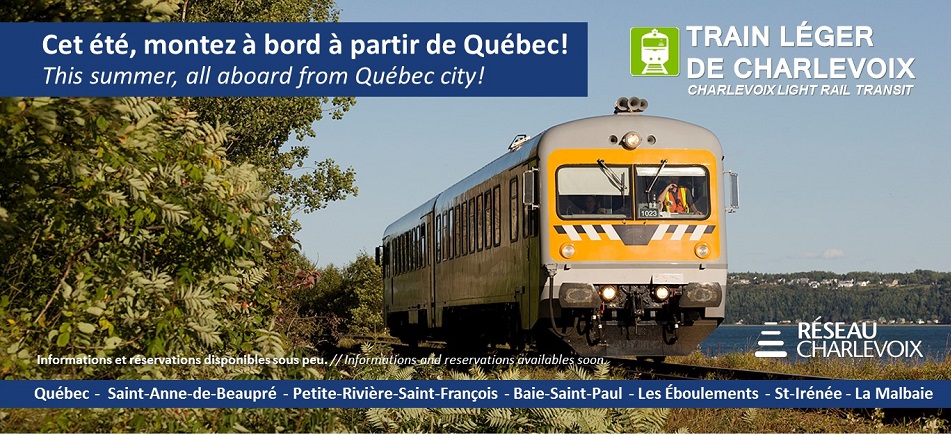 Cet été, montez à bord à partir de Québec!
This summer, all aboard from Québec city!
TRAIN LÉGER
DE CHARLEVOIX
CHARLEVOIX LIGHT RAIL TRANSIT
1023
RÉSEAU
CHARLEVOIX
Informations et réservations disponibles sous peu. // Informations and reservations availables soon.
Québec - Saint-Anne-de-Beaupré - Petite-Rivière-Saint-François - Baie-Saint-Paul - Les Éboulements - St-Irénée - La Malbaie